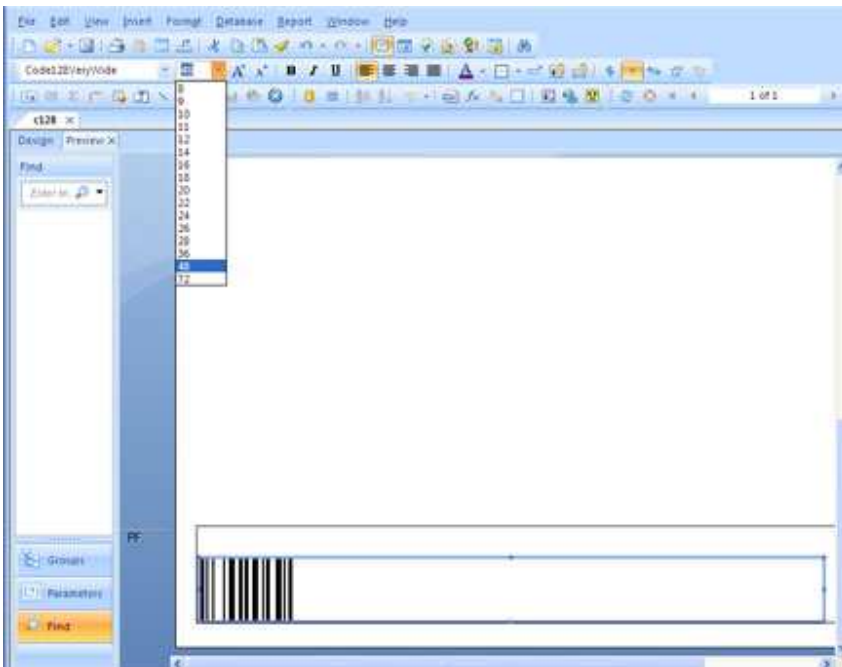 File Edit View Insert Format Database Report Window Help
Code128VeryWide
1 of 1
c128
Design Preview
8
9
10
11
12
14
16
18
20
22
24
26
28
36
48
72
Find
PF
Groups
Parameters
Find